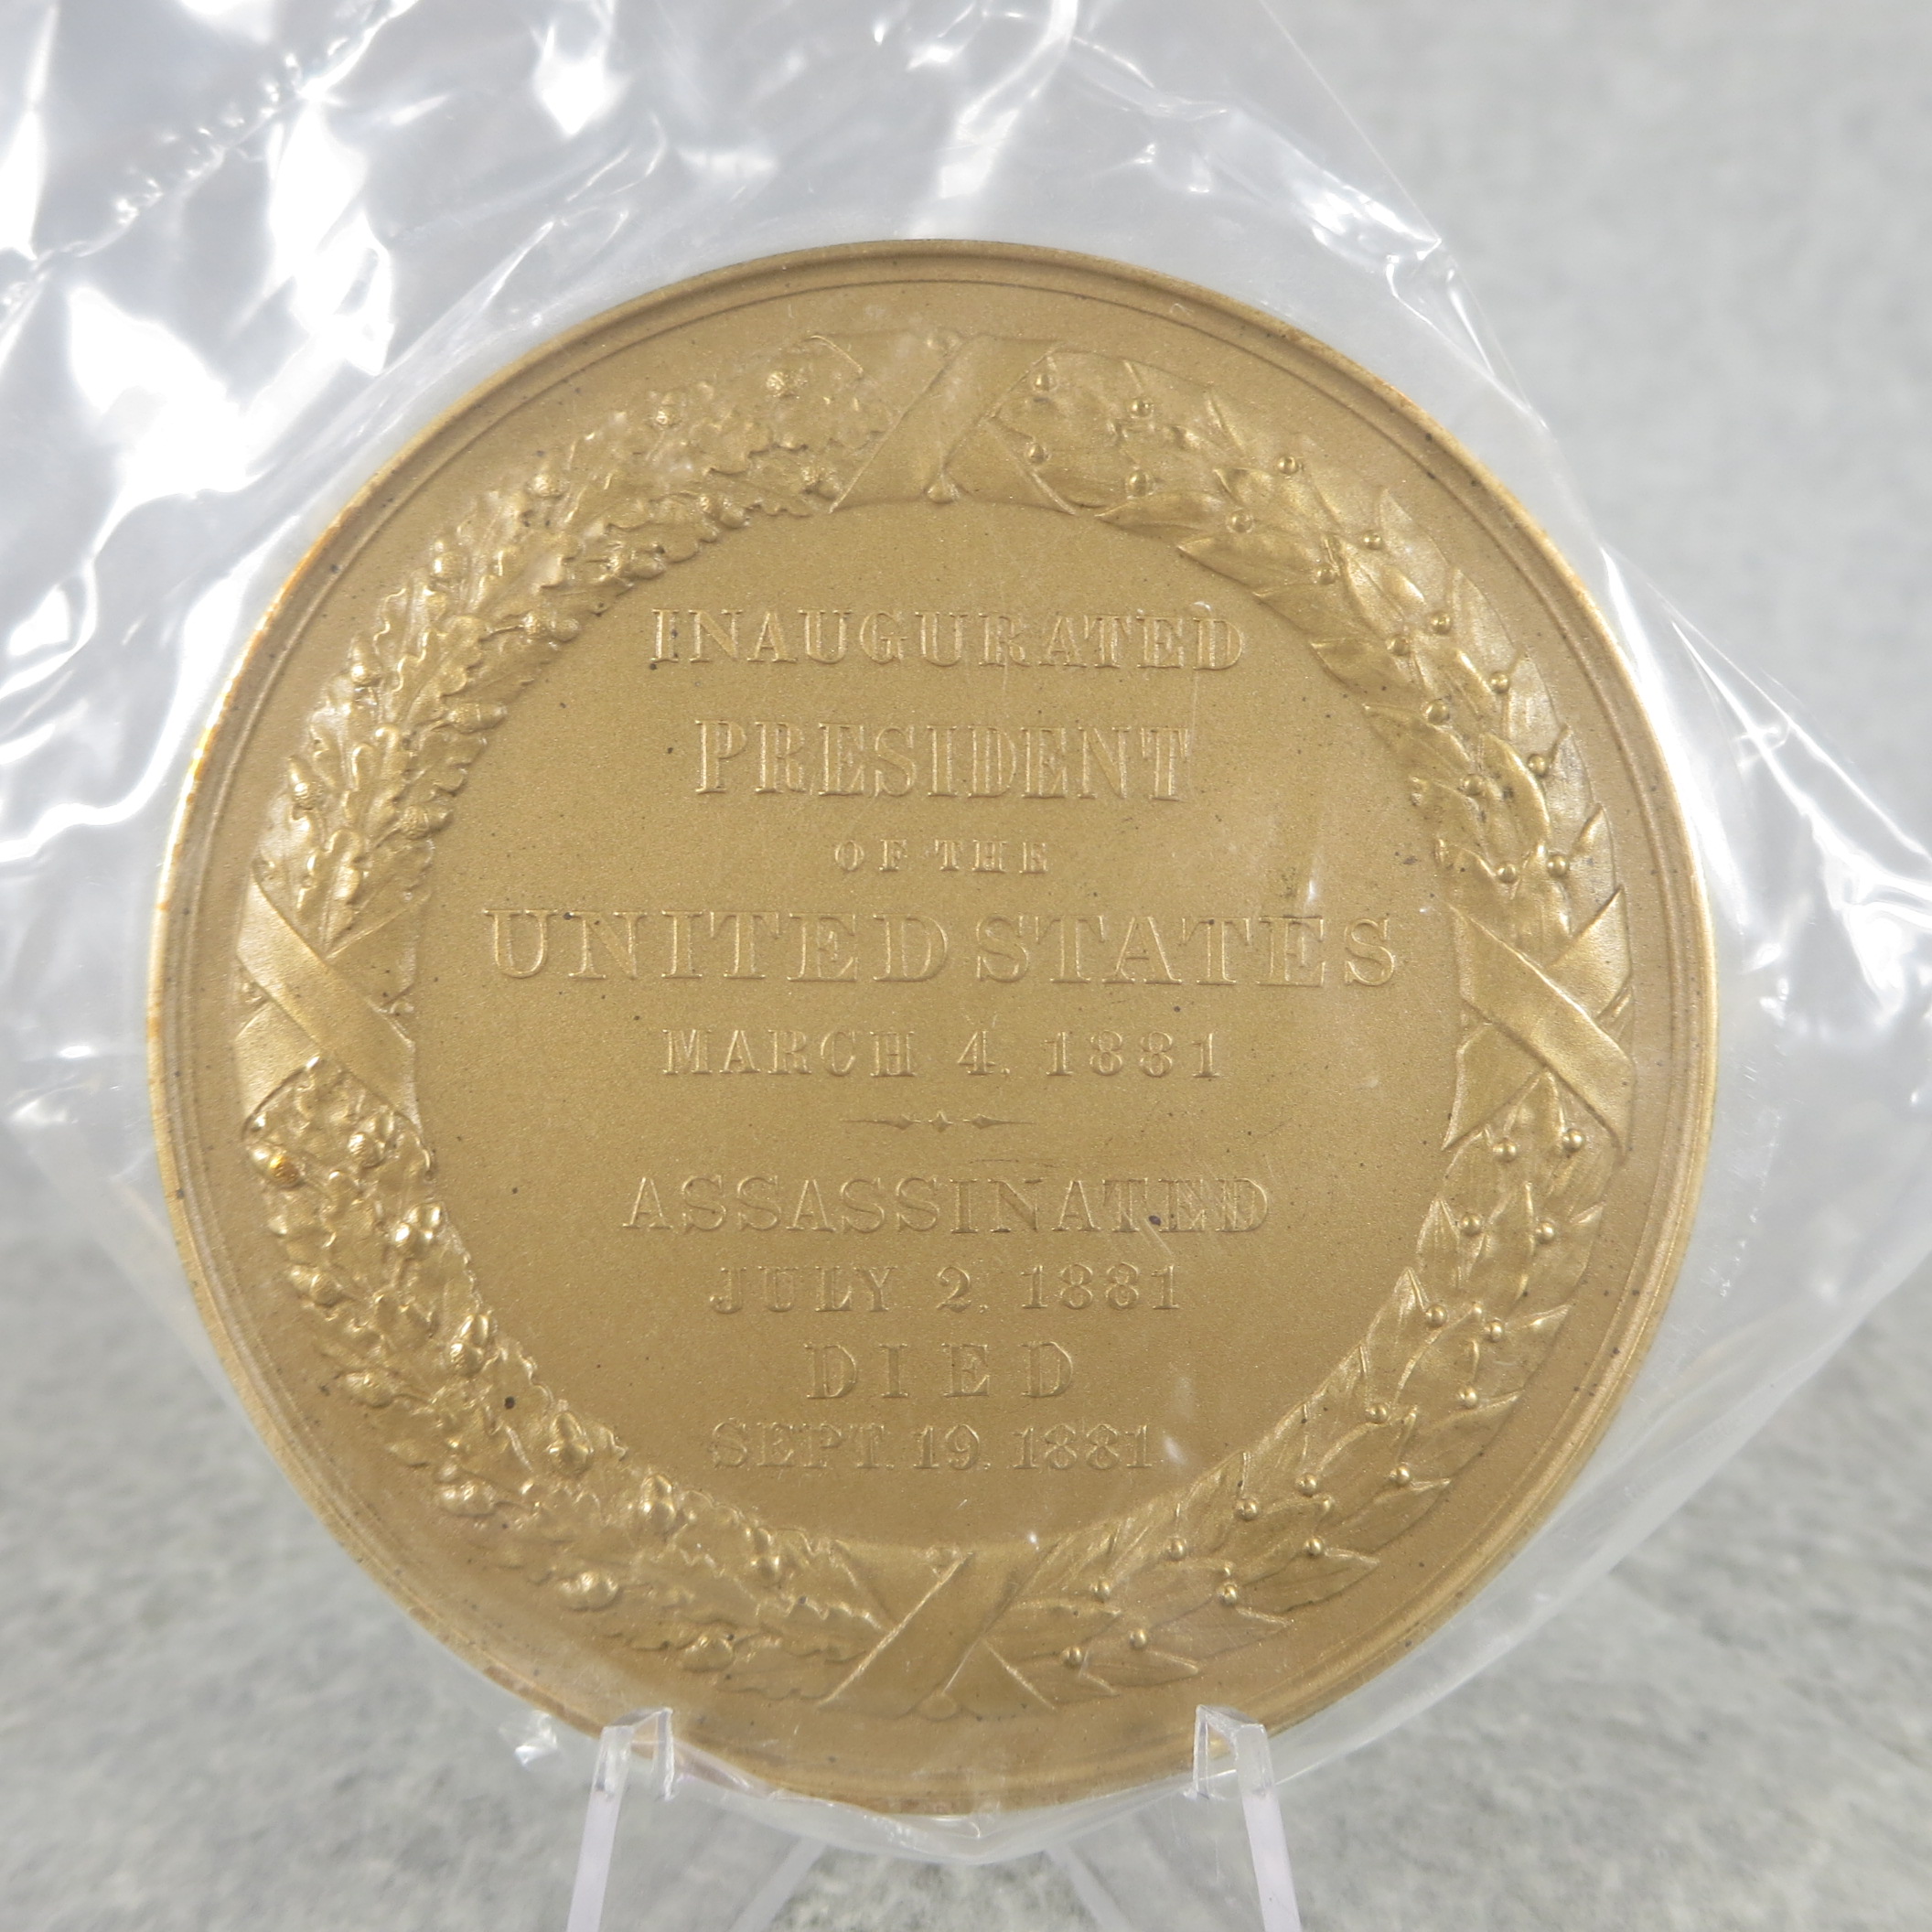 INAUGURATED
PRESIDENT
OF THE
UNITED STATES
MARCH 4. 1881
ASSASSINATED
JULY 2. 1881
DIED
SEPT. 19. 1881